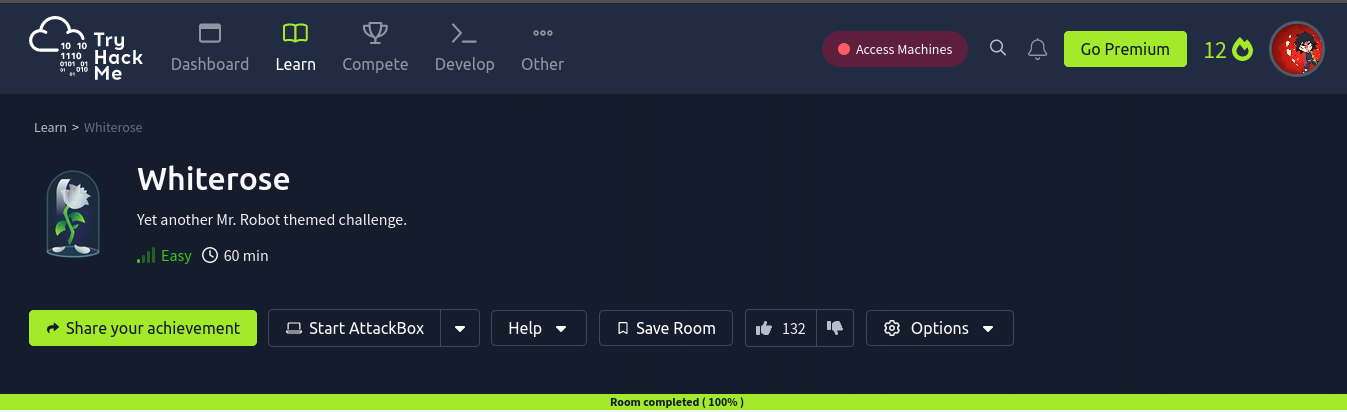 10 10
1110
0101 01
01 01 010
Try
Hack
Me
Dashboard
Learn
Compete
Develop
Other
Access Machines
Go Premium
12
Learn > Whiterose
Whiterose
Yet another Mr. Robot themed challenge.
Easy 60 min
Share your achievement
Start AttackBox
Help
Save Room
132
Options
Room completed ( 100% )